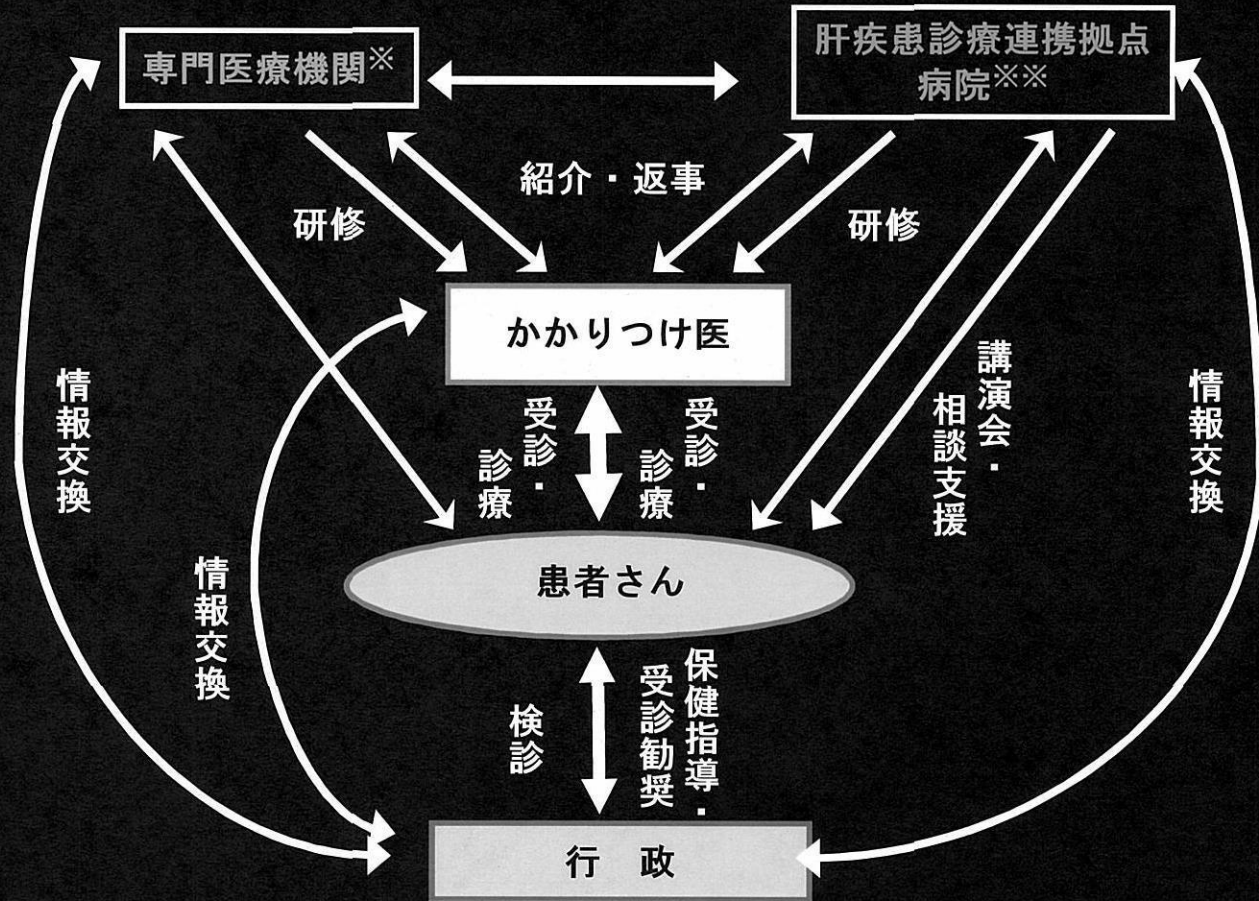 専門医療機関※
肝疾患診療連携拠点
病院※※
紹介・返事
研修
研修
かかりつけ医
情報交換
受診・
診療
受診・
診療
講演会・
相談支援
情報交換
情報交換
患者さん
検診
保健指導・
受診勧奨
行 政